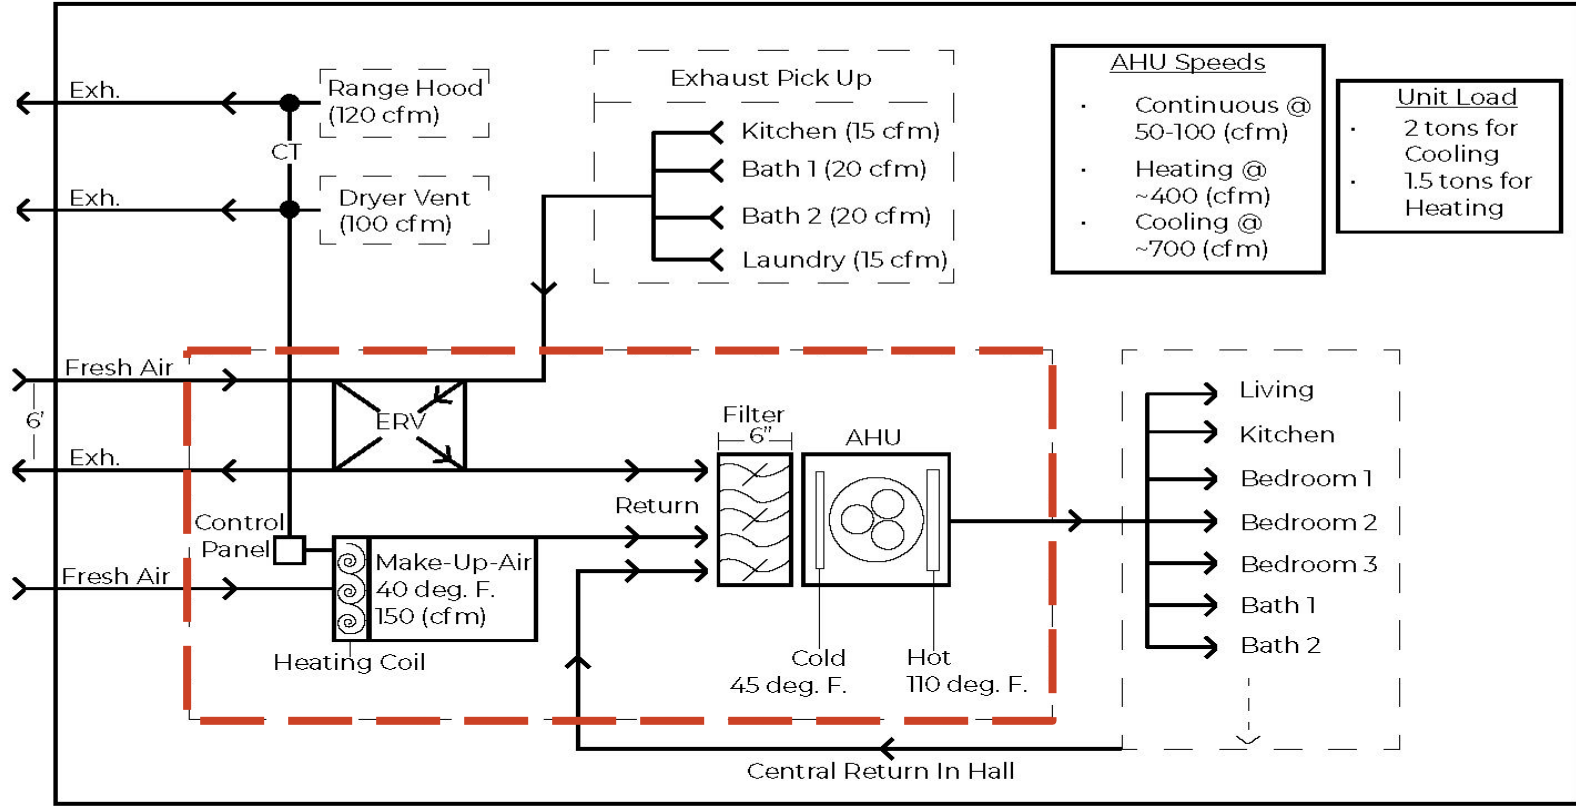 Exh.
Range Hood
(120 cfm)
CT
Exh.
Dryer Vent
(100 cfm)
Exhaust Pick Up
Kitchen (15 cfm)
Bath 1 (20 cfm)
Bath 2 (20 cfm)
Laundry (15 cfm)
AHU Speeds
· Continuous @
50-100 (cfm)
· Heating @
~400 (cfm)
· Cooling @
~700 (cfm)
Unit Load
· 2 tons for
Cooling
· 1.5 tons for
Heating
Fresh Air
6'
ERV
Exh.
Filter
6”
AHU
Return
Control
Panel
Fresh Air
Make-Up-Air
40 deg. F.
150 (cfm)
Heating Coil
Cold
45 deg. F.
Hot
110 deg. F.
Living
Kitchen
Bedroom 1
Bedroom 2
Bedroom 3
Bath 1
Bath 2
Central Return In Hall